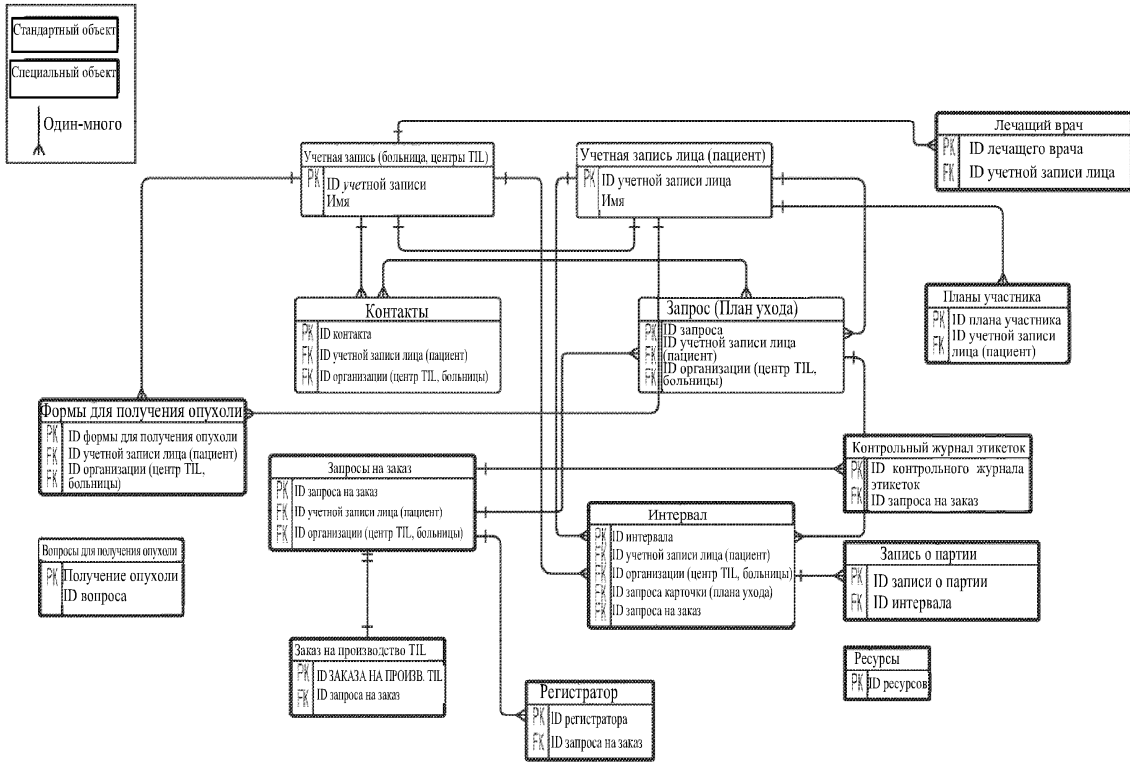 Стандартный объект
Специальный объект
Один-много
Лечащий врач
PK ID лечащего врача
FK ID учетной записи лица
Учетная запись (больница, центры TIL)
PK ID учетной записи
Имя
Учетная запись лица (пациент)
PK ID учетной записи лица
Имя
Контакты
PK ID контакта
FK ID учетной записи лица (пациент)
FK ID организации (центр TIL, больницы)
Запрос (План ухода)
PK ID запроса
FK ID учетной записи лица
(пациент)
FK ID организации (центр TIL,
больницы)
Планы участника
PK ID плана участника
FK ID учетной записи
лица (пациент)
Формы для получения опухоли
PK ID формы для получения опухоли
FK ID учетной записи лица (пациент)
FK ID организации (центр TIL,
больницы)
Запросы на заказ
PK ID запроса на заказ
FK ID учетной записи лица (пациент)
FK ID организации (центр TIL, больницы)
Контрольный журнал этикеток
PK ID контрольного журнала
этикеток
FK ID запроса на заказ
Интервал
PK ID интервала
FK ID учетной записи лица (пациент)
FK ID организации (центр TIL, больницы)
FK ID запроса карточки (плана ухода)
FK ID запроса на заказ
Запись о партии
PK ID записи о партии
FK ID интервала
Вопросы для получения опухоли
PK Получение опухоли
ID вопроса
Заказ на производство TIL
PK ID ЗАКАЗА НА ПРОИЗВ. TIL
FK ID запроса на заказ
Ресурсы
PK ID ресурсов
Регистратор
PK ID регистратора
FK ID запроса на заказ